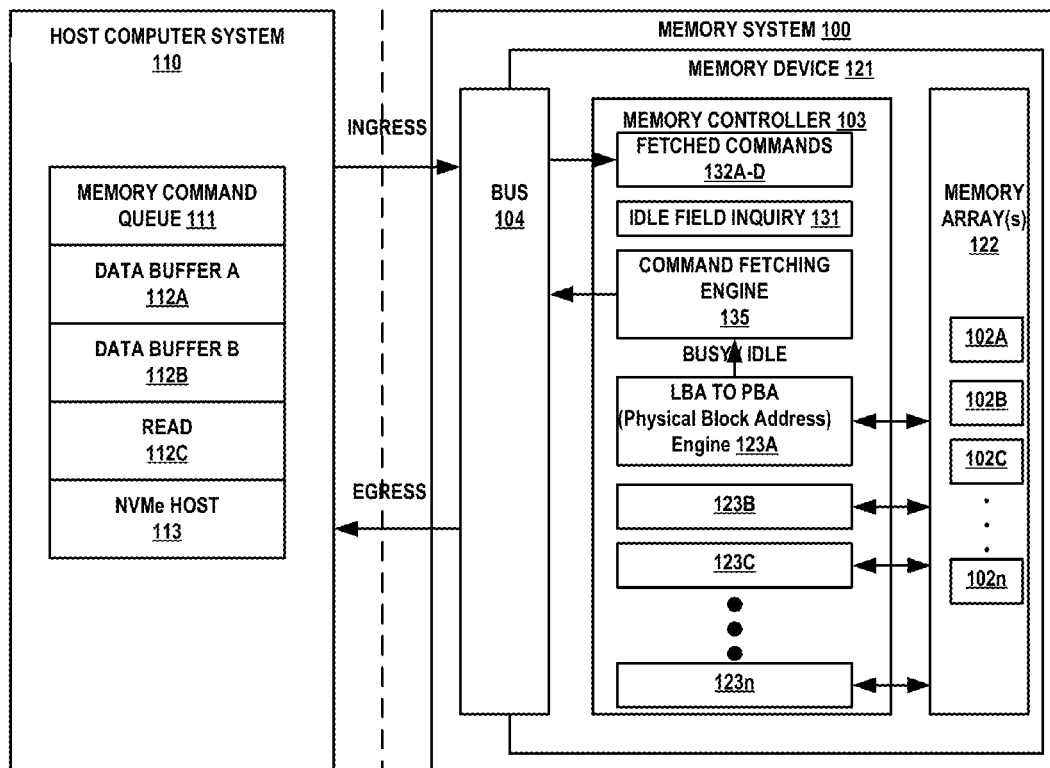 HOST COMPUTER SYSTEM
110
MEMORY COMMAND
QUEUE 111
DATA BUFFER A
112A
DATA BUFFER B
112B
READ
112C
NVMe HOST
113
INGRESS
EGRESS
MEMORY SYSTEM 100
MEMORY DEVICE 121
BUS
104
MEMORY CONTROLLER 103
FETCHED COMMANDS
132A-D
IDLE FIELD INQUIRY 131
COMMAND FETCHING
ENGINE
135
BUSY IDLE
LBA TO PBA
(Physical Block Address)
Engine 123A
123B
123C
123n
MEMORY
ARRAY(s)
122
102A
102B
102C
102n